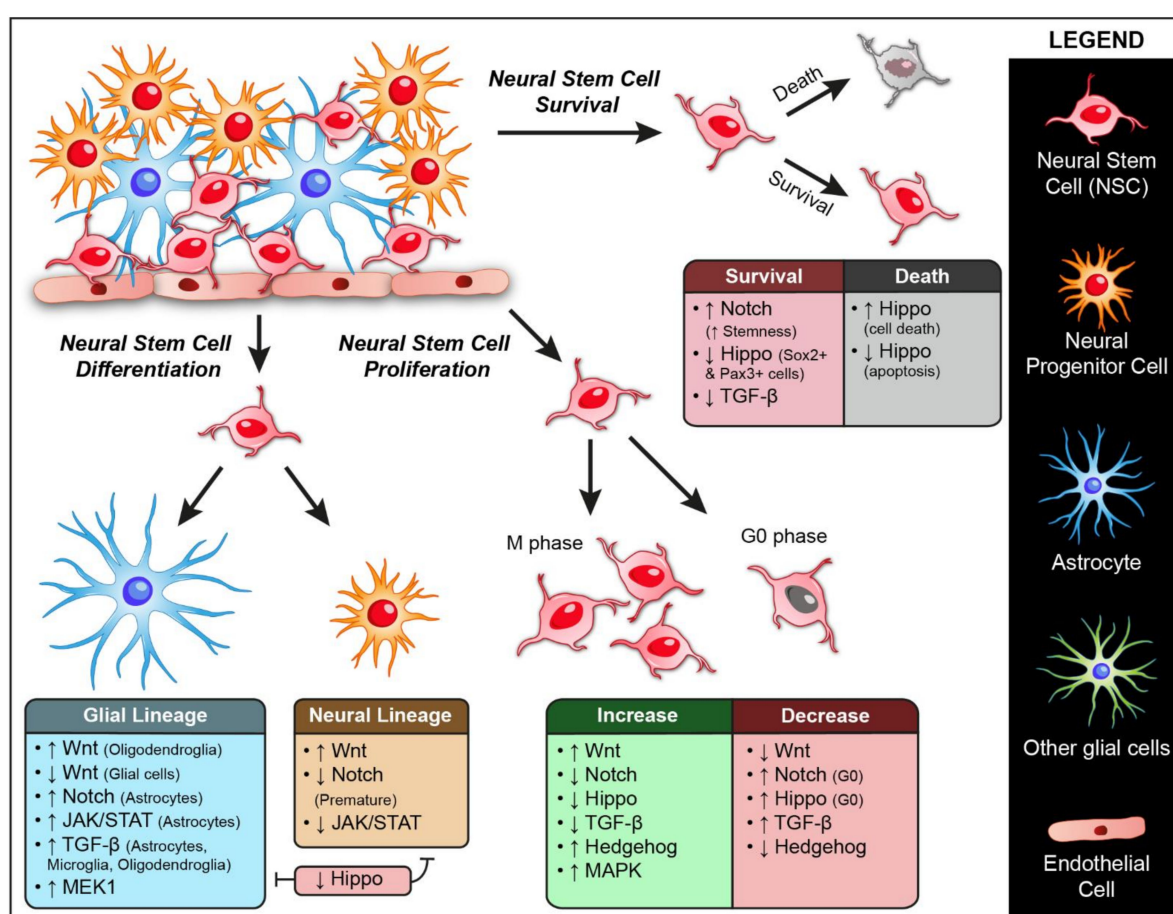 Neural Stem Cell
Survival
Death
Survival
Survival
• ↑ Notch
(↑ Stemness)
• ↓ Hippo (Sox2+
& Pax3+ cells)
• ↓ TGF-β
Death
• ↑ Hippo
(cell death)
• ↓ Hippo
(apoptosis)
Neural Stem Cell
Differentiation
Neural Stem Cell
Proliferation
M phase
G0 phase
Glial Lineage
• ↑ Wnt (Oligodendroglia)
• ↓ Wnt (Glial cells)
• ↑ Notch (Astrocytes)
• ↑ JAK/STAT (Astrocytes)
• ↑ TGF-β (Astrocytes,
Microglia, Oligodendroglia)
• ↑ MEK1
Neural Lineage
• ↑ Wnt
• ↓ Notch
(Premature)
• ↓ JAK/STAT
↓ Hippo
Increase
• ↑ Wnt
• ↓ Notch
• ↓ Hippo
• ↓ TGF-β
• ↑ Hedgehog
• ↑ MAPK
Decrease
• ↓ Wnt
• ↑ Notch (G0)
• ↑ Hippo (G0)
• ↑ TGF-β
• ↓ Hedgehog
LEGEND
Neural Stem
Cell (NSC)
Neural
Progenitor Cell
Astrocyte
Other glial cells
Endothelial
Cell